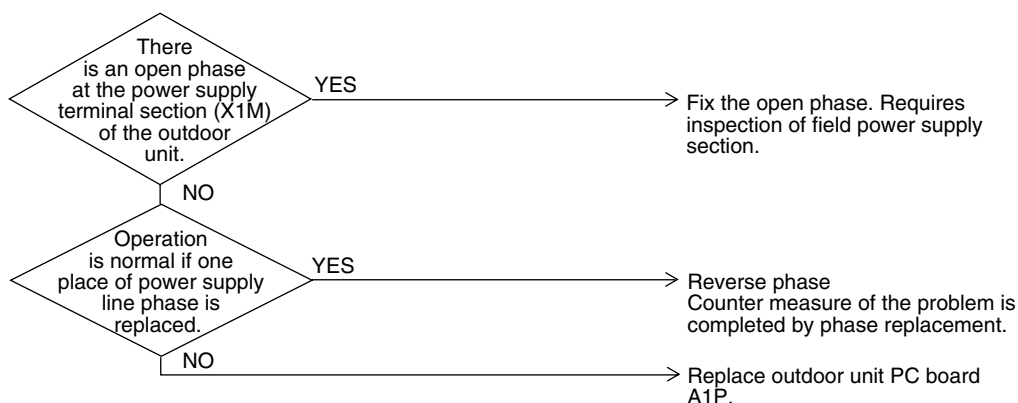 There
is an open phase
at the power supply
terminal section (X1M)
of the outdoor
unit.
YES
Fix the open phase. Requires
inspection of field power supply
section.
NO
Operation
is normal if one
place of power supply
line phase is
replaced.
YES
Reverse phase
Counter measure of the problem is
completed by phase replacement.
NO
Replace outdoor unit PC board
A1P.